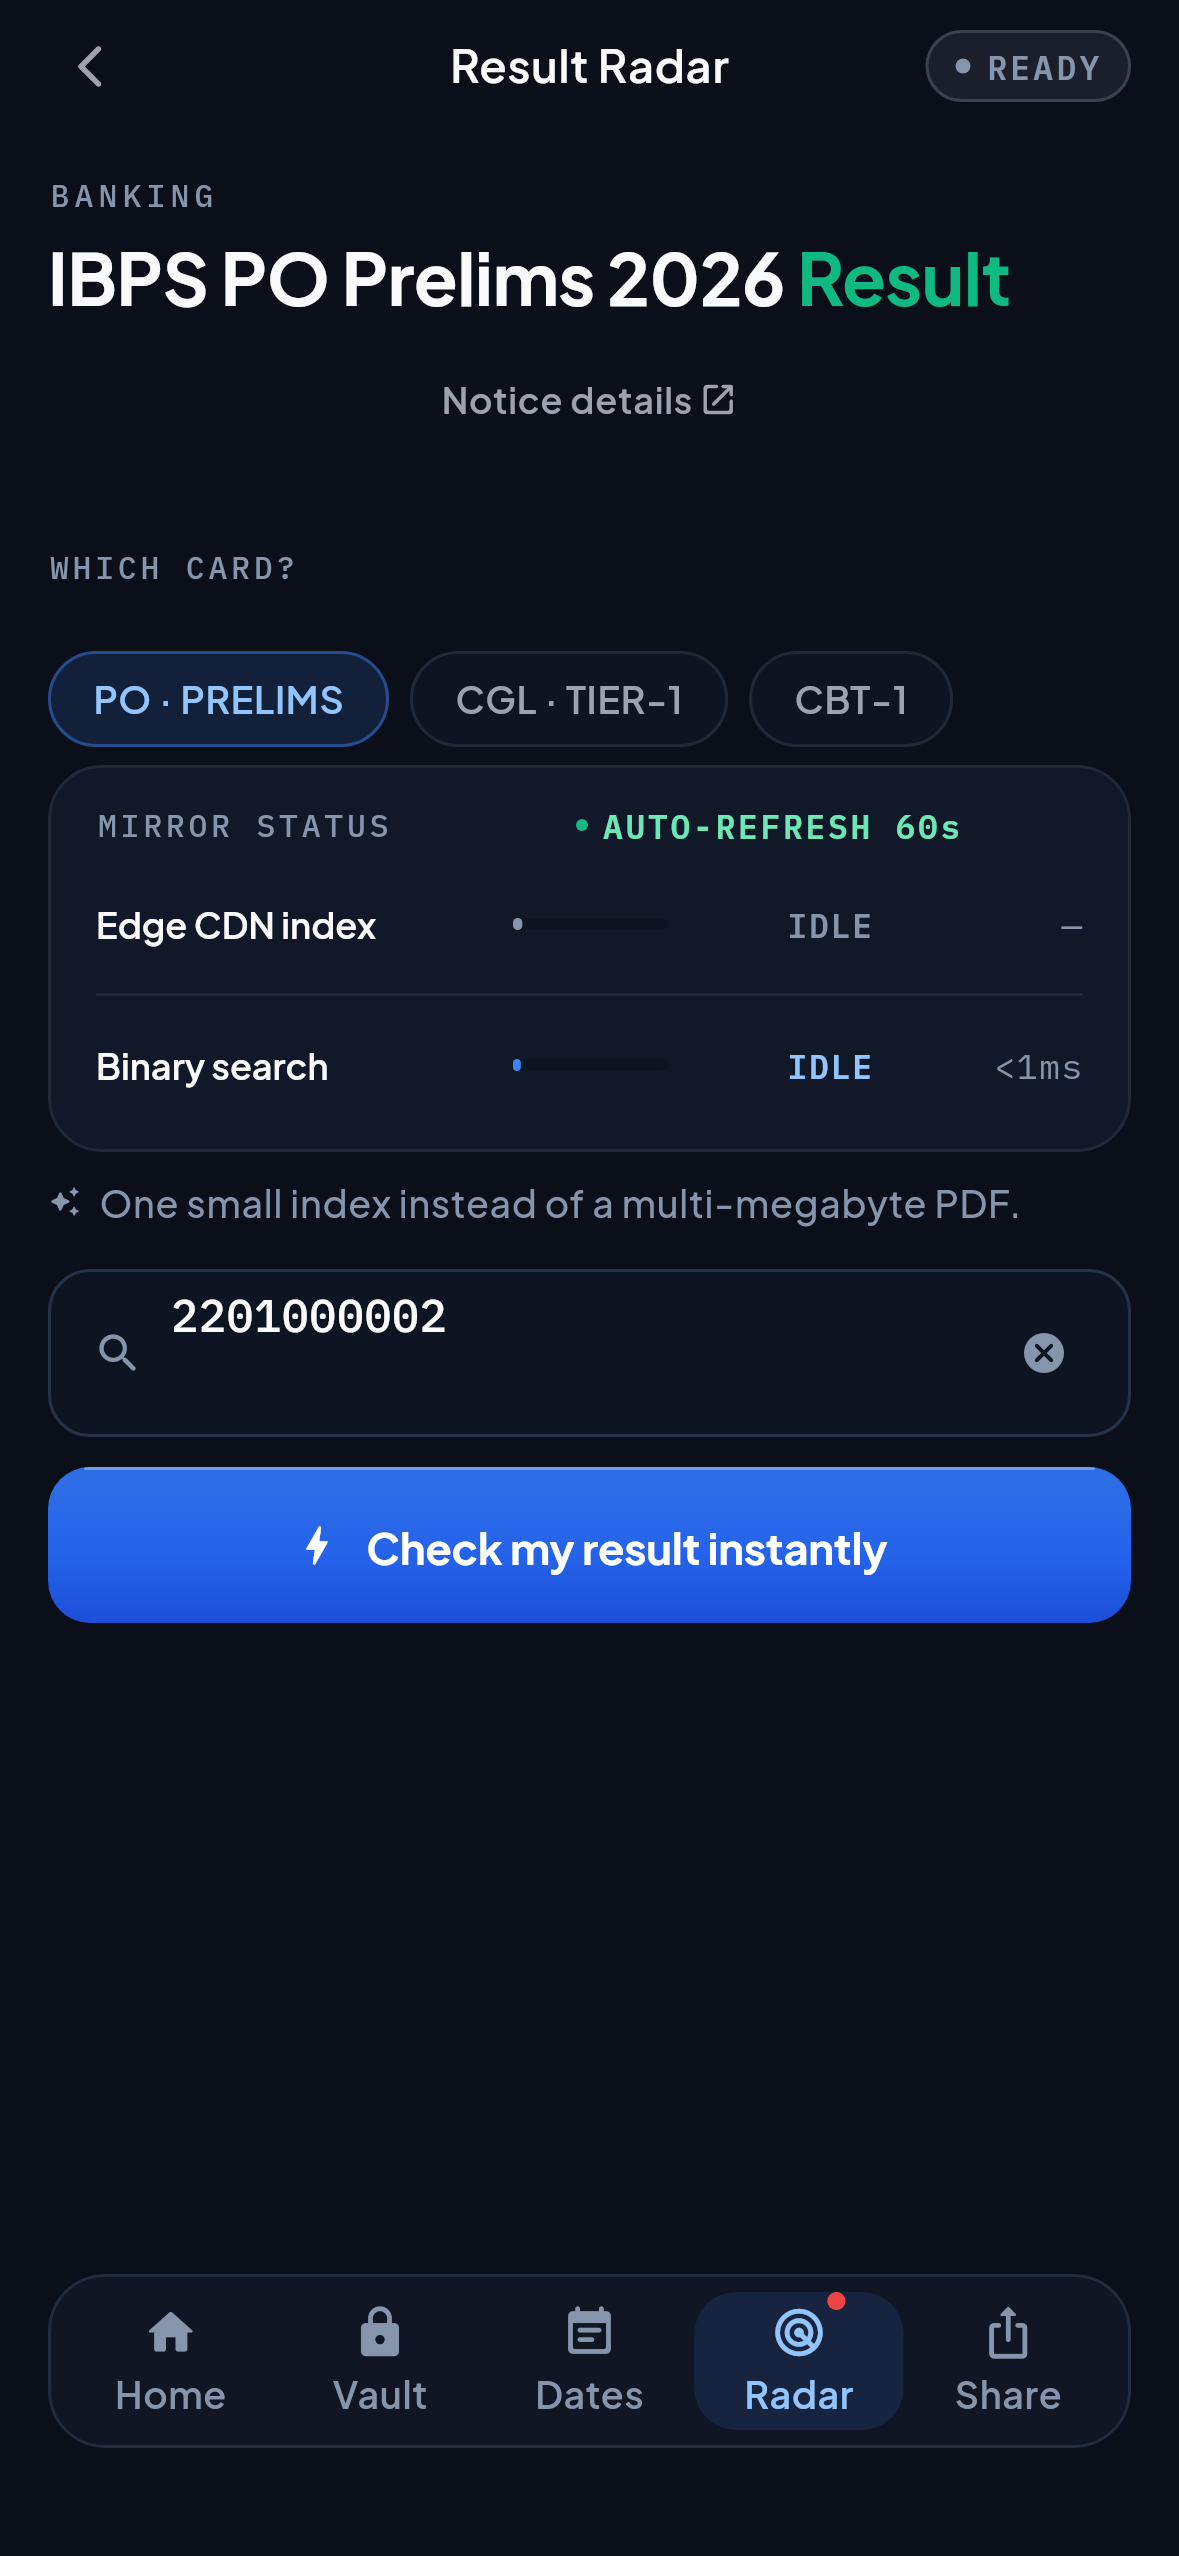 Result Radar
READY
BANKING
IBPS PO Prelims 2026 Result
Notice details
WHICH CARD?
PO · PRELIMS
CGL · TIER-1
CBT-1
MIRROR STATUS
AUTO-REFRESH 60s
Edge CDN index IDLE —
Binary search IDLE <1ms
One small index instead of a multi-megabyte PDF.
2201000002
Check my result instantly
Home
Vault
Dates
Radar
Share